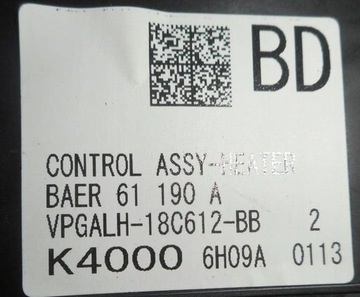 BD
CONTROL ASSY-HEATER
BAER 61 190 A
VPGALH-18C612-BB 2
K4000 6H09A 0113